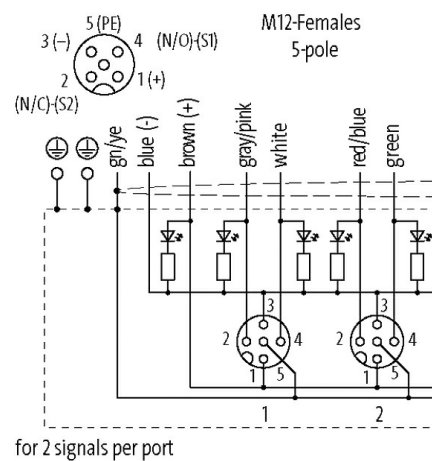 M12-Females
5-pole
5 (PE)
3 (–)
4 (N/O)-(S1)
2
(N/C)-(S2)
1 (+)
gn/ye
blue (-)
brown (+)
gray/pink
white
red/blue
green
3
3
2
4
2
4
1
5
1
5
1
2
for 2 signals per port